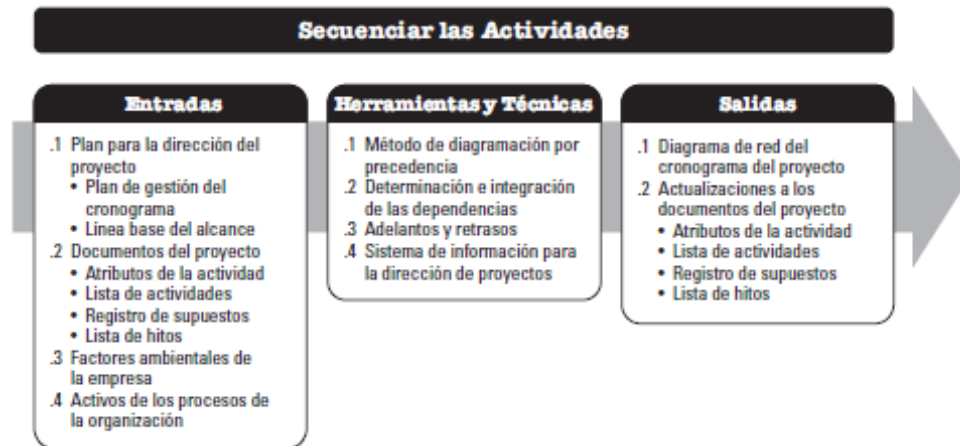 Secuenciar las Actividades
Entradas
.1 Plan para la dirección del
proyecto
• Plan de gestión del
cronograma
• Línea base del alcance
.2 Documentos del proyecto
• Atributos de la actividad
• Lista de actividades
• Registro de supuestos
• Lista de hitos
.3 Factores ambientales de
la empresa
.4 Activos de los procesos de
la organización
Herramientas y Técnicas
.1 Método de diagramación por
precedencia
.2 Determinación e integración
de las dependencias
.3 Adelantos y retrasos
.4 Sistema de información para
la dirección de proyectos
Salidas
.1 Diagrama de red del
cronograma del proyecto
.2 Actualizaciones a los
documentos del proyecto
• Atributos de la actividad
• Lista de actividades
• Registro de supuestos
• Lista de hitos